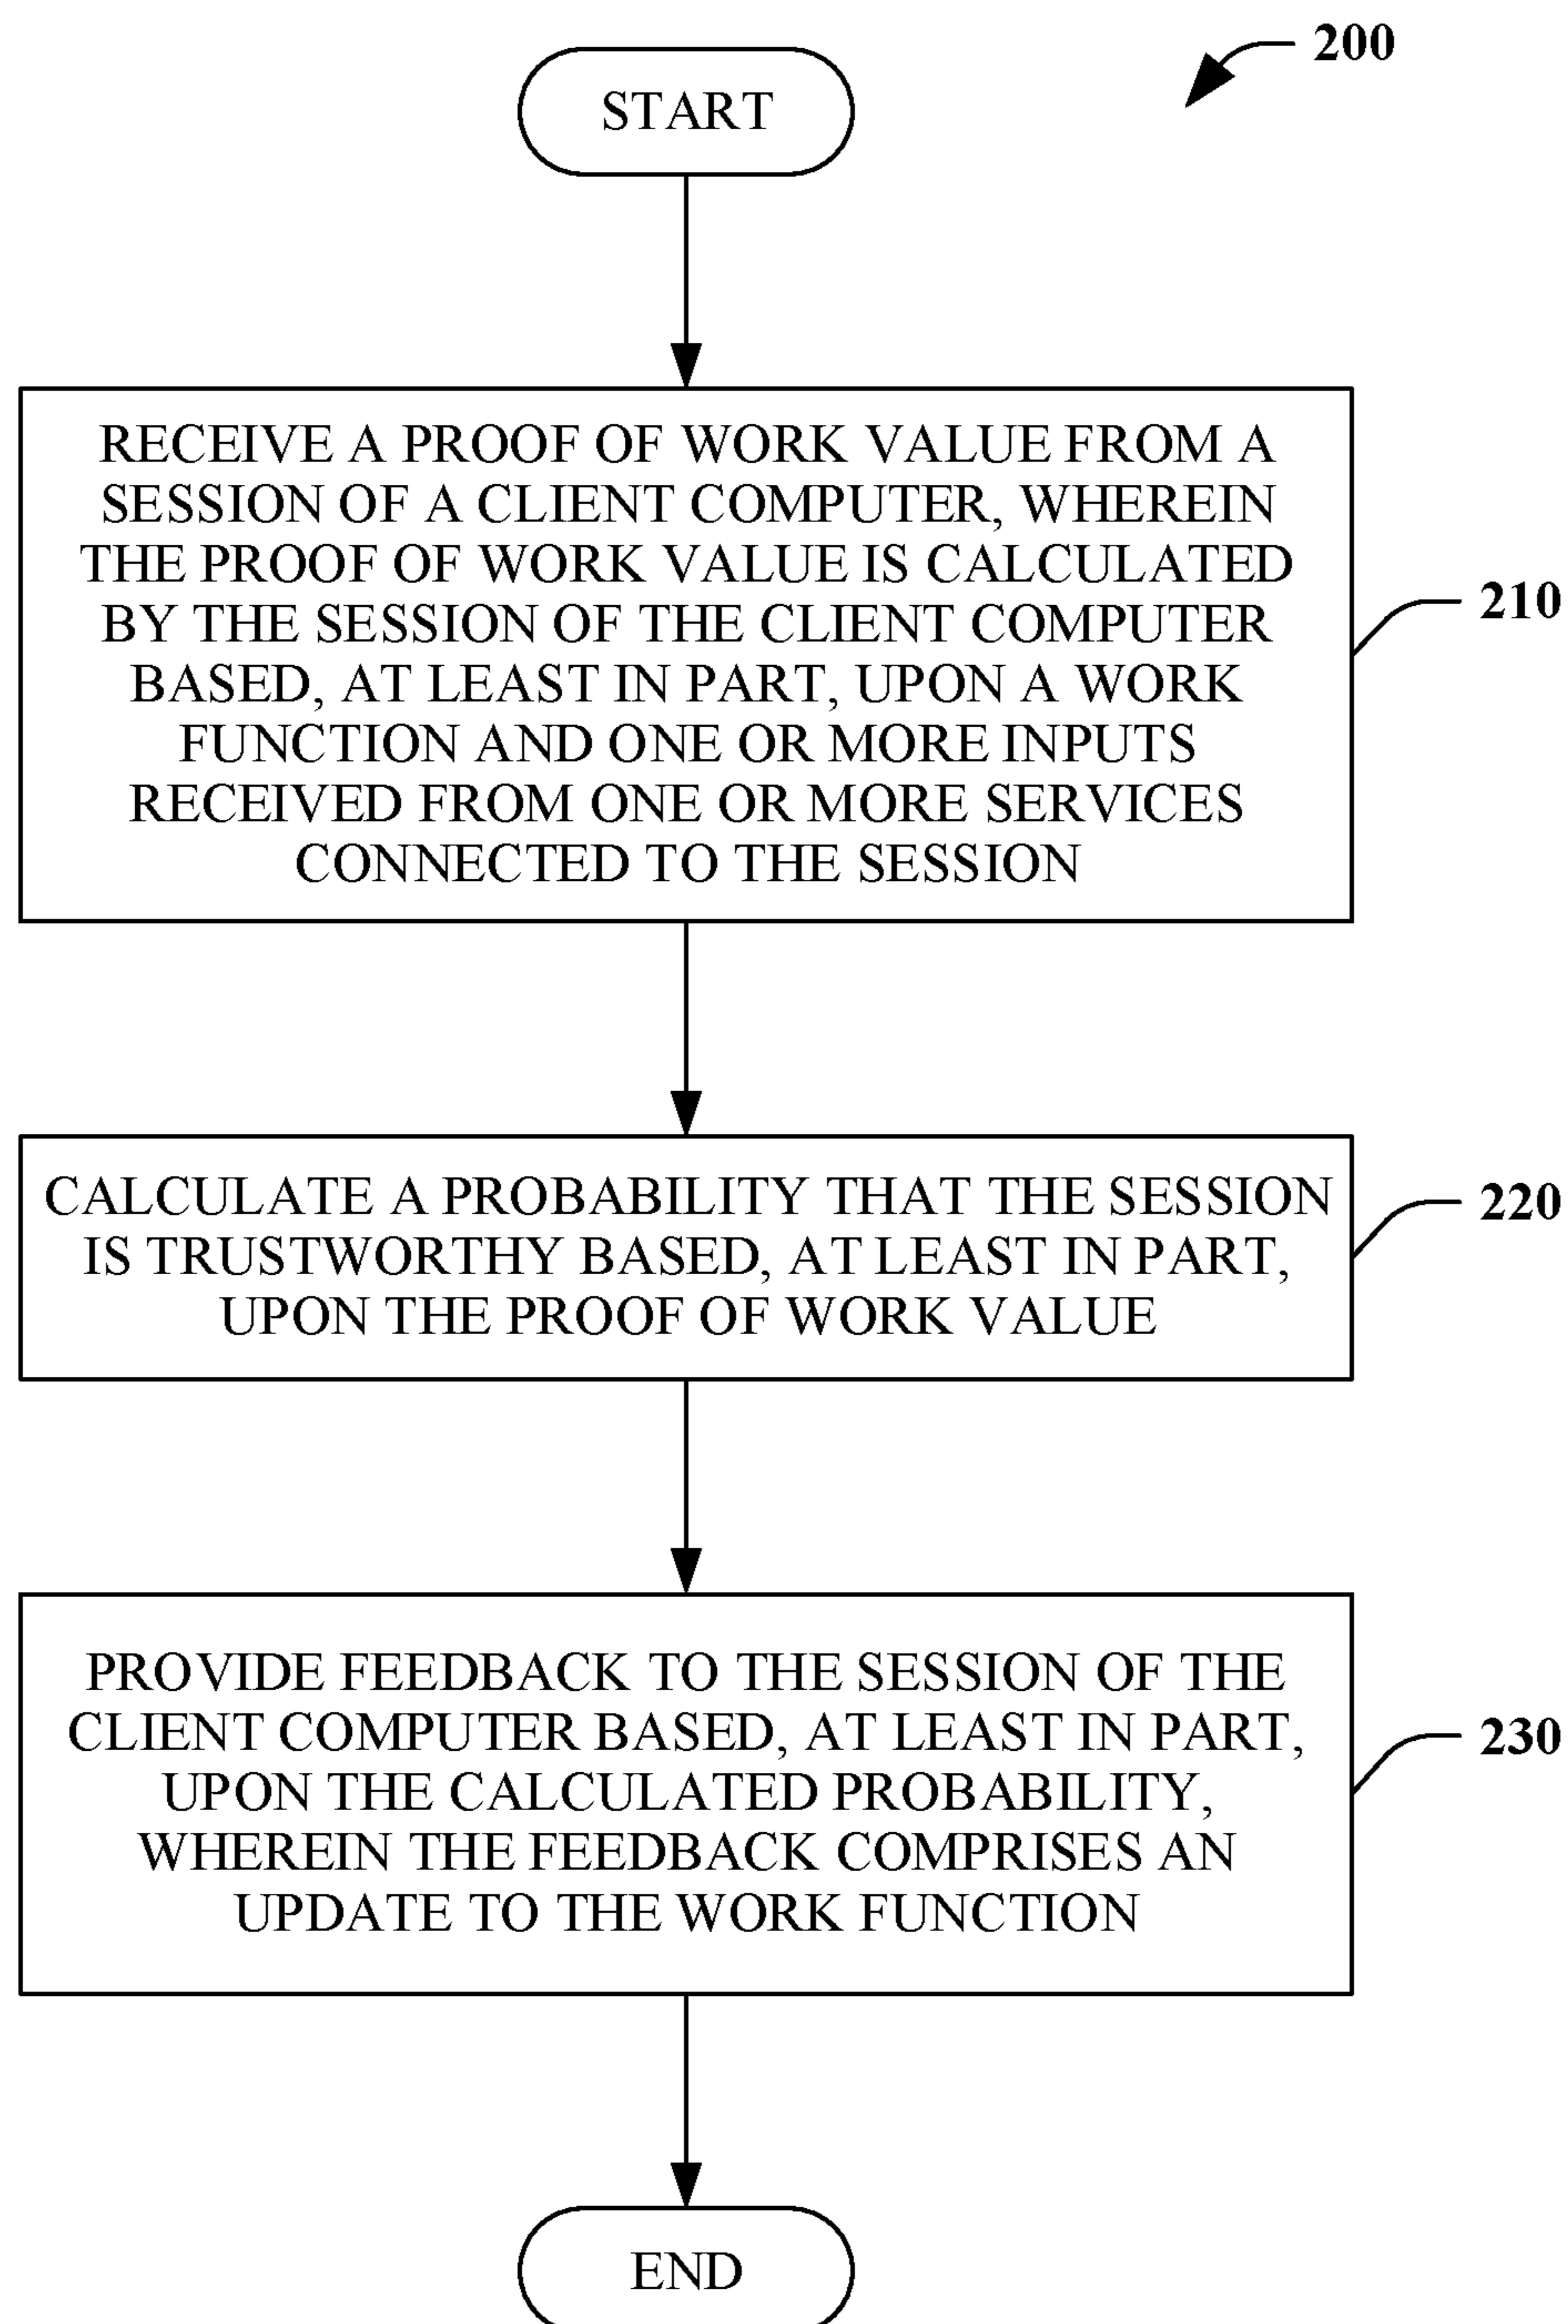 200
START
RECEIVE A PROOF OF WORK VALUE FROM A
SESSION OF A CLIENT COMPUTER, WHEREIN
THE PROOF OF WORK VALUE IS CALCULATED
BY THE SESSION OF THE CLIENT COMPUTER
BASED, AT LEAST IN PART, UPON A WORK
FUNCTION AND ONE OR MORE INPUTS
RECEIVED FROM ONE OR MORE SERVICES
CONNECTED TO THE SESSION
210
CALCULATE A PROBABILITY THAT THE SESSION
IS TRUSTWORTHY BASED, AT LEAST IN PART,
UPON THE PROOF OF WORK VALUE
220
PROVIDE FEEDBACK TO THE SESSION OF THE
CLIENT COMPUTER BASED, AT LEAST IN PART,
UPON THE CALCULATED PROBABILITY,
WHEREIN THE FEEDBACK COMPRISES AN
UPDATE TO THE WORK FUNCTION
230
END